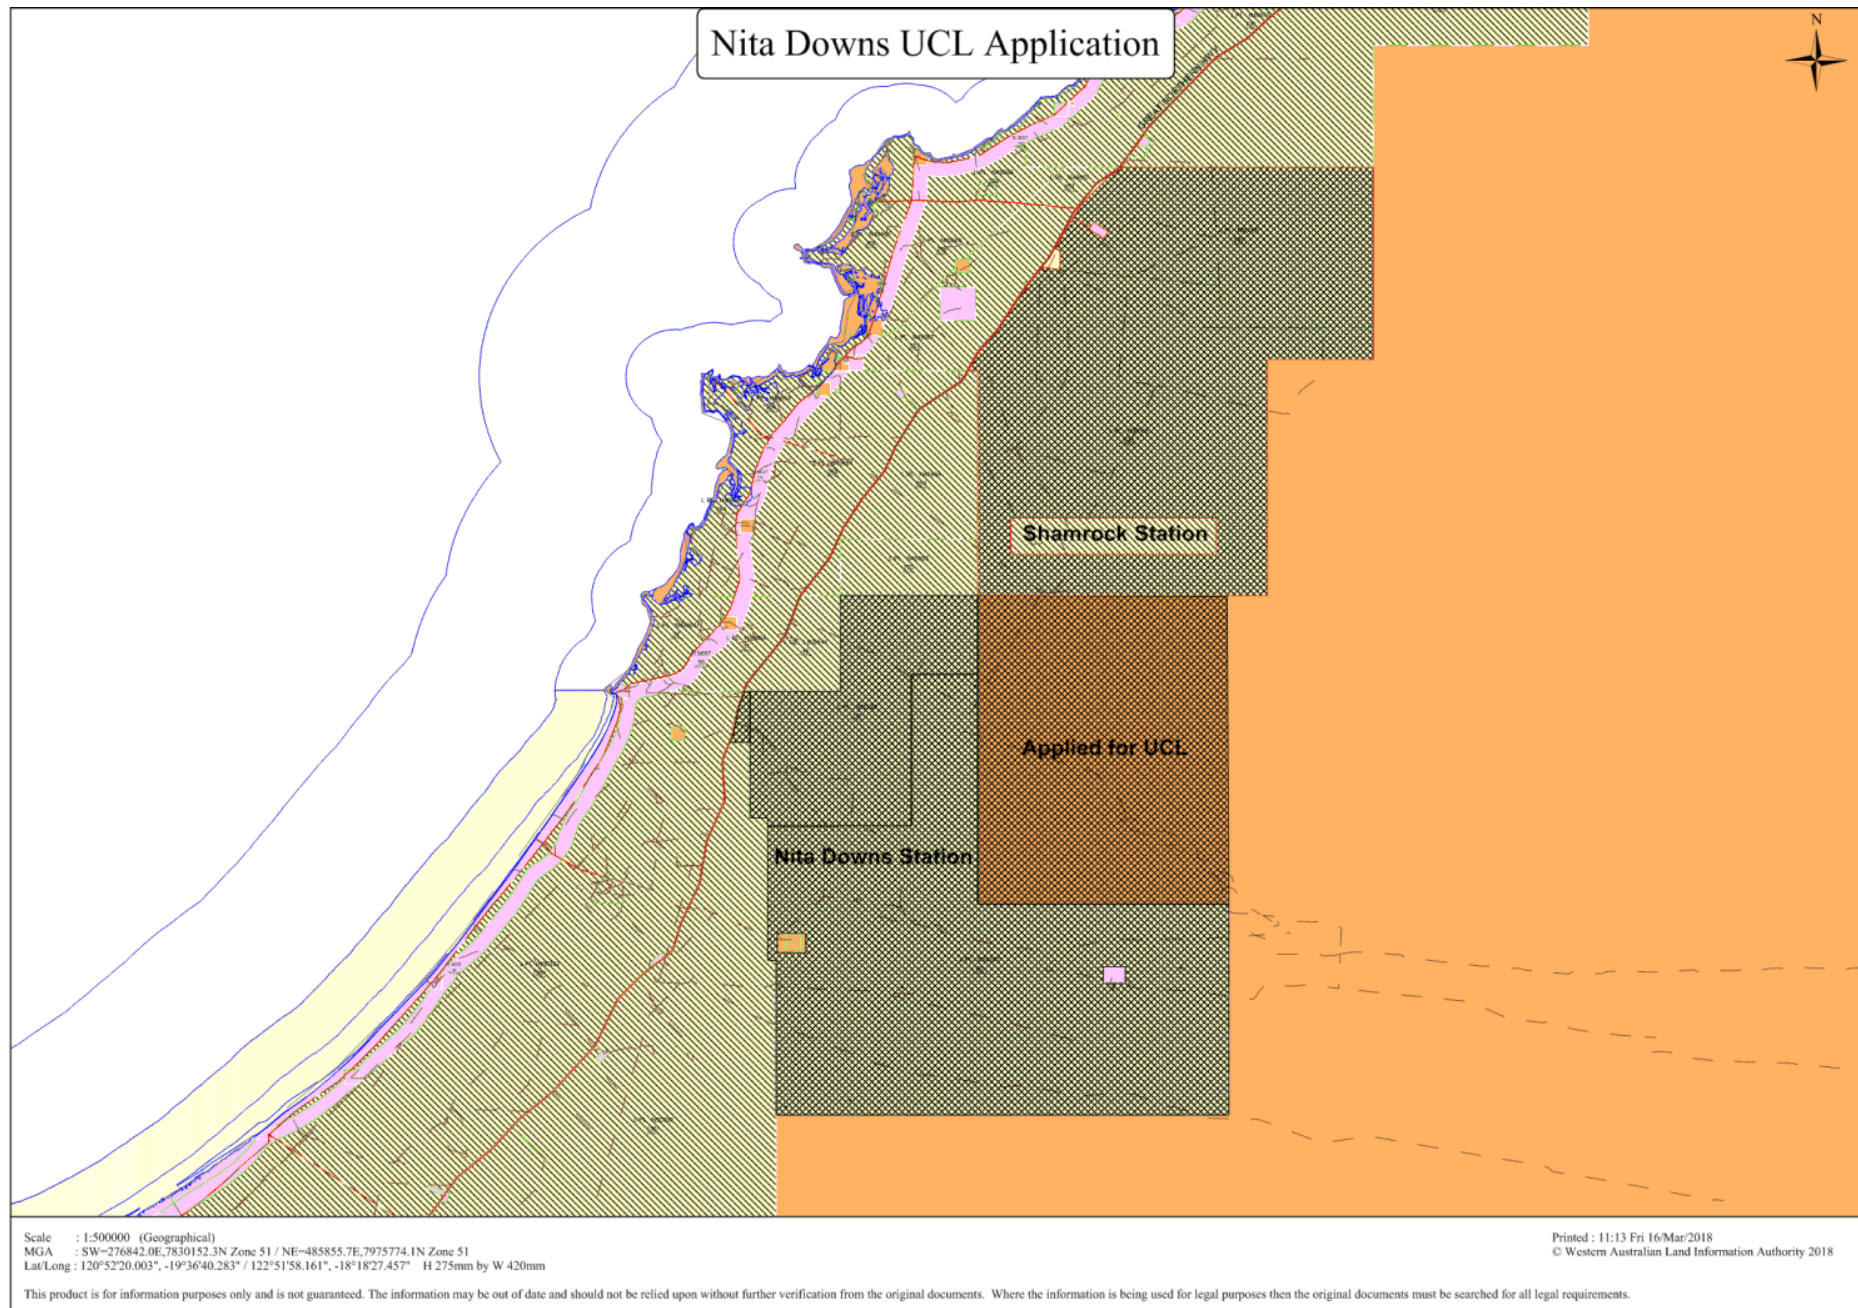 Nita Downs UCL Application
N
GREAT NORTHERN HWY
Shamrock Station
Applied for UCL
Nita Downs Station
Scale : 1:500000 (Geographical)
MGA : SW=276842.0E,7830152.3N Zone 51 / NE=485855.7E,7975774.1N Zone 51
Lat/Long : 120°52'20.003", -19°36'40.283" / 122°51'58.161", -18°18'27.457" H 275mm by W 420mm
Printed : 11:13 Fri 16/Mar/2018
© Western Australian Land Information Authority 2018
This product is for information purposes only and is not guaranteed. The information may be out of date and should not be relied upon without further verification from the original documents. Where the information is being used for legal purposes then the original documents must be searched for all legal requirements.